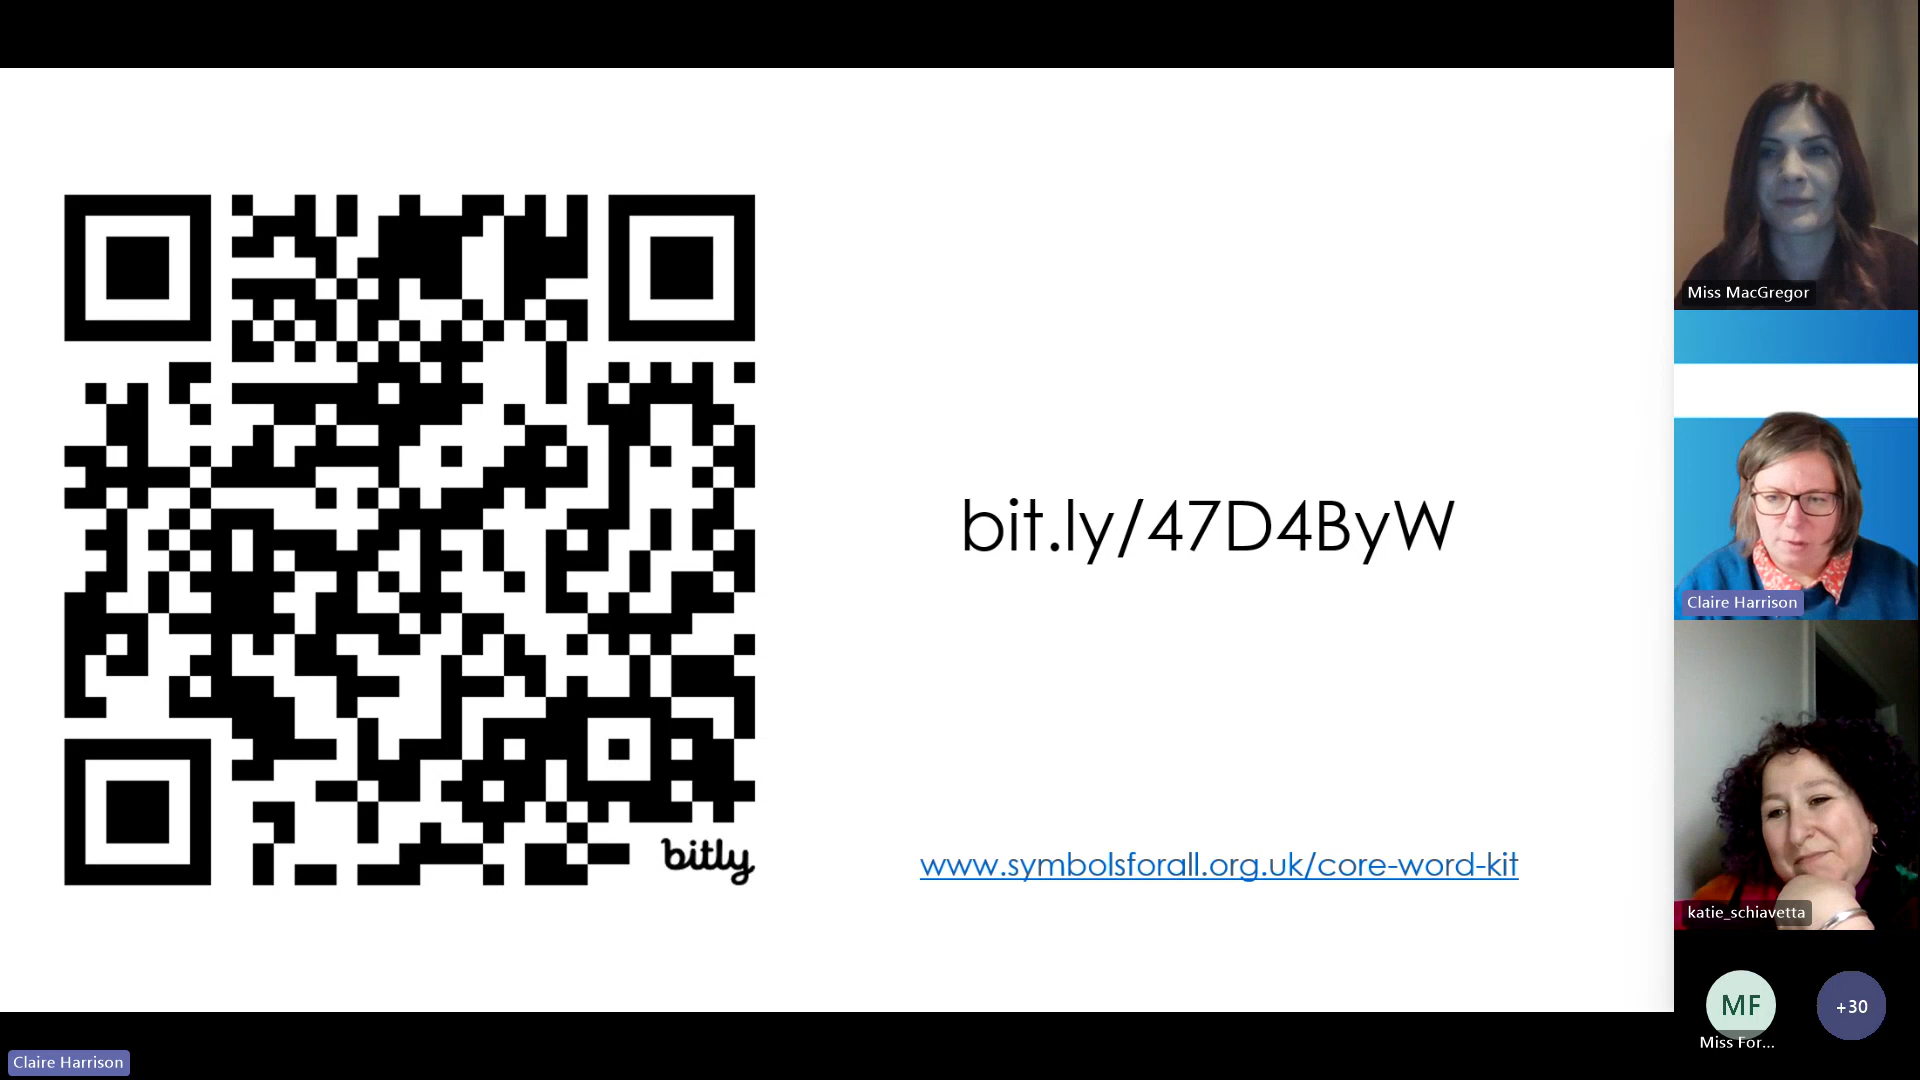 bit.ly/47D4ByW
bitly
www.symbolsforall.org.uk/core-word-kit
Miss MacGregor
Claire Harrison
katie_schiavetta
MF
+30
Miss For...
Claire Harrison